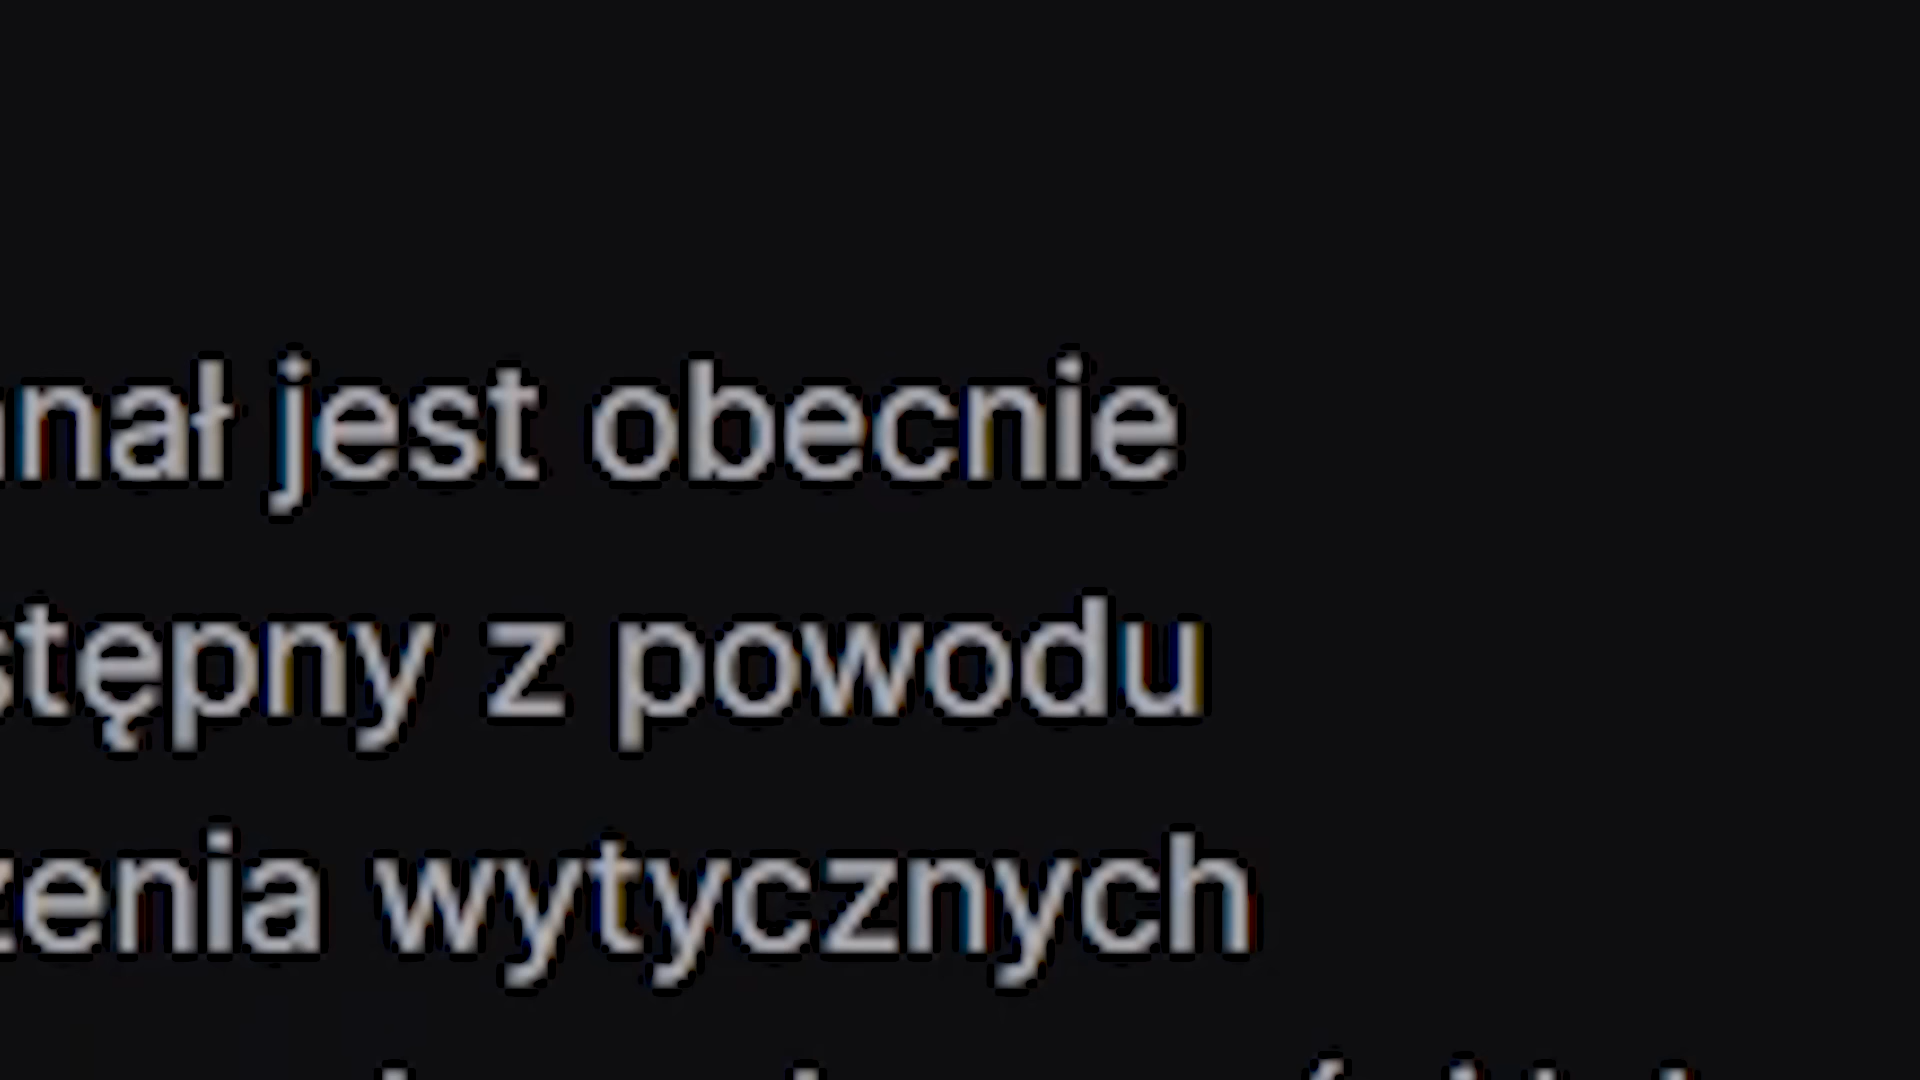 nał jest obecnie
stępny z powodu
zenia wytycznych